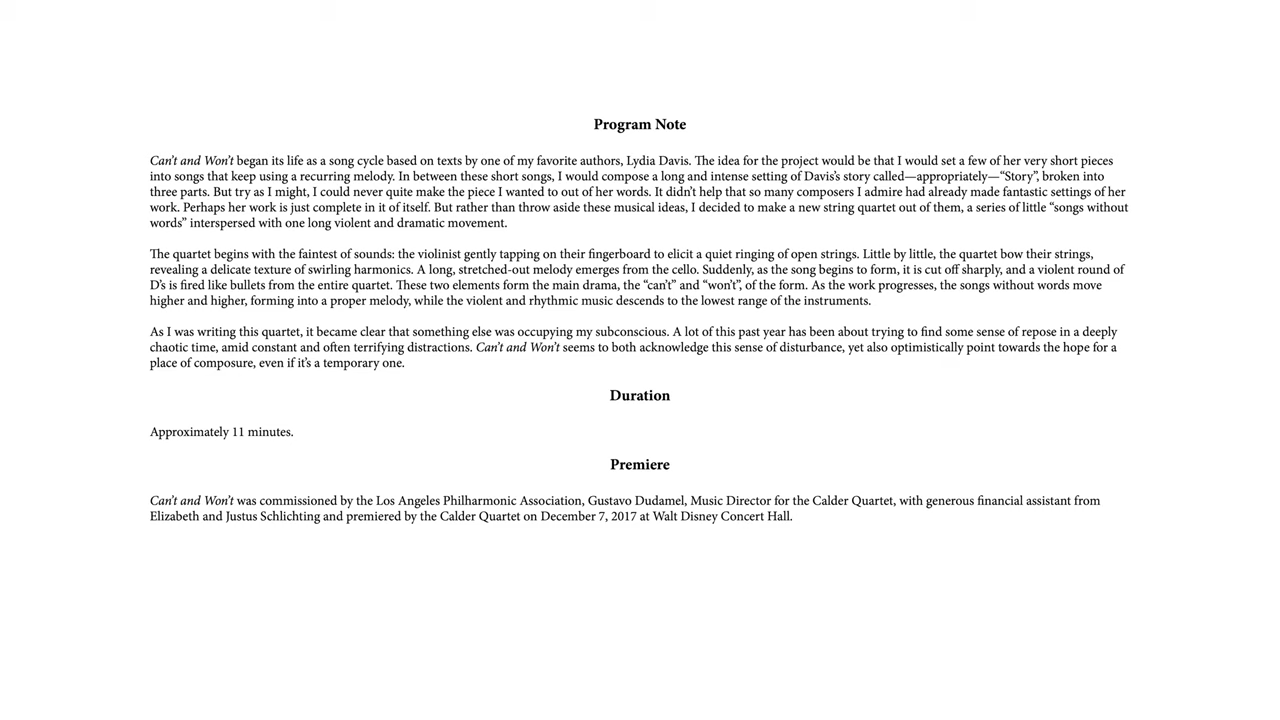 Program Note
Can't and Won't began its life as a song cycle based on texts by one of my favorite authors, Lydia Davis. The idea for the project would be that I would set a few of her very short pieces
into songs that keep using a recurring melody. In between these short songs, I would compose a long and intense setting of Davis's story called—appropriately—“Story”, broken into
three parts. But try as I might, I could never quite make the piece I wanted to out of her words. It didn't help that so many composers I admire had already made fantastic settings of her
work. Perhaps her work is just complete in it of itself. But rather than throw aside these musical ideas, I decided to make a new string quartet out of them, a series of little “songs without
words” interspersed with one long violent and dramatic movement.
The quartet begins with the faintest of sounds: the violinist gently tapping on their fingerboard to elicit a quiet ringing of open strings. Little by little, the quartet bow their strings,
revealing a delicate texture of swirling harmonics. A long, stretched-out melody emerges from the cello. Suddenly, as the song begins to form, it is cut off sharply, and a violent round of
D's is fired like bullets from the entire quartet. These two elements form the main drama, the “can't” and “won't”, of the form. As the work progresses, the songs without words move
higher and higher, forming into a proper melody, while the violent and rhythmic music descends to the lowest range of the instruments.
As I was writing this quartet, it became clear that something else was occupying my subconscious. A lot of this past year has been about trying to find some sense of repose in a deeply
chaotic time, amid constant and often terrifying distractions. Can't and Won't seems to both acknowledge this sense of disturbance, yet also optimistically point towards the hope for a
place of composure, even if it's a temporary one.
Duration
Approximately 11 minutes.
Premiere
Can't and Won't was commissioned by the Los Angeles Philharmonic Association, Gustavo Dudamel, Music Director for the Calder Quartet, with generous financial assistant from
Elizabeth and Justus Schlichting and premiered by the Calder Quartet on December 7, 2017 at Walt Disney Concert Hall.